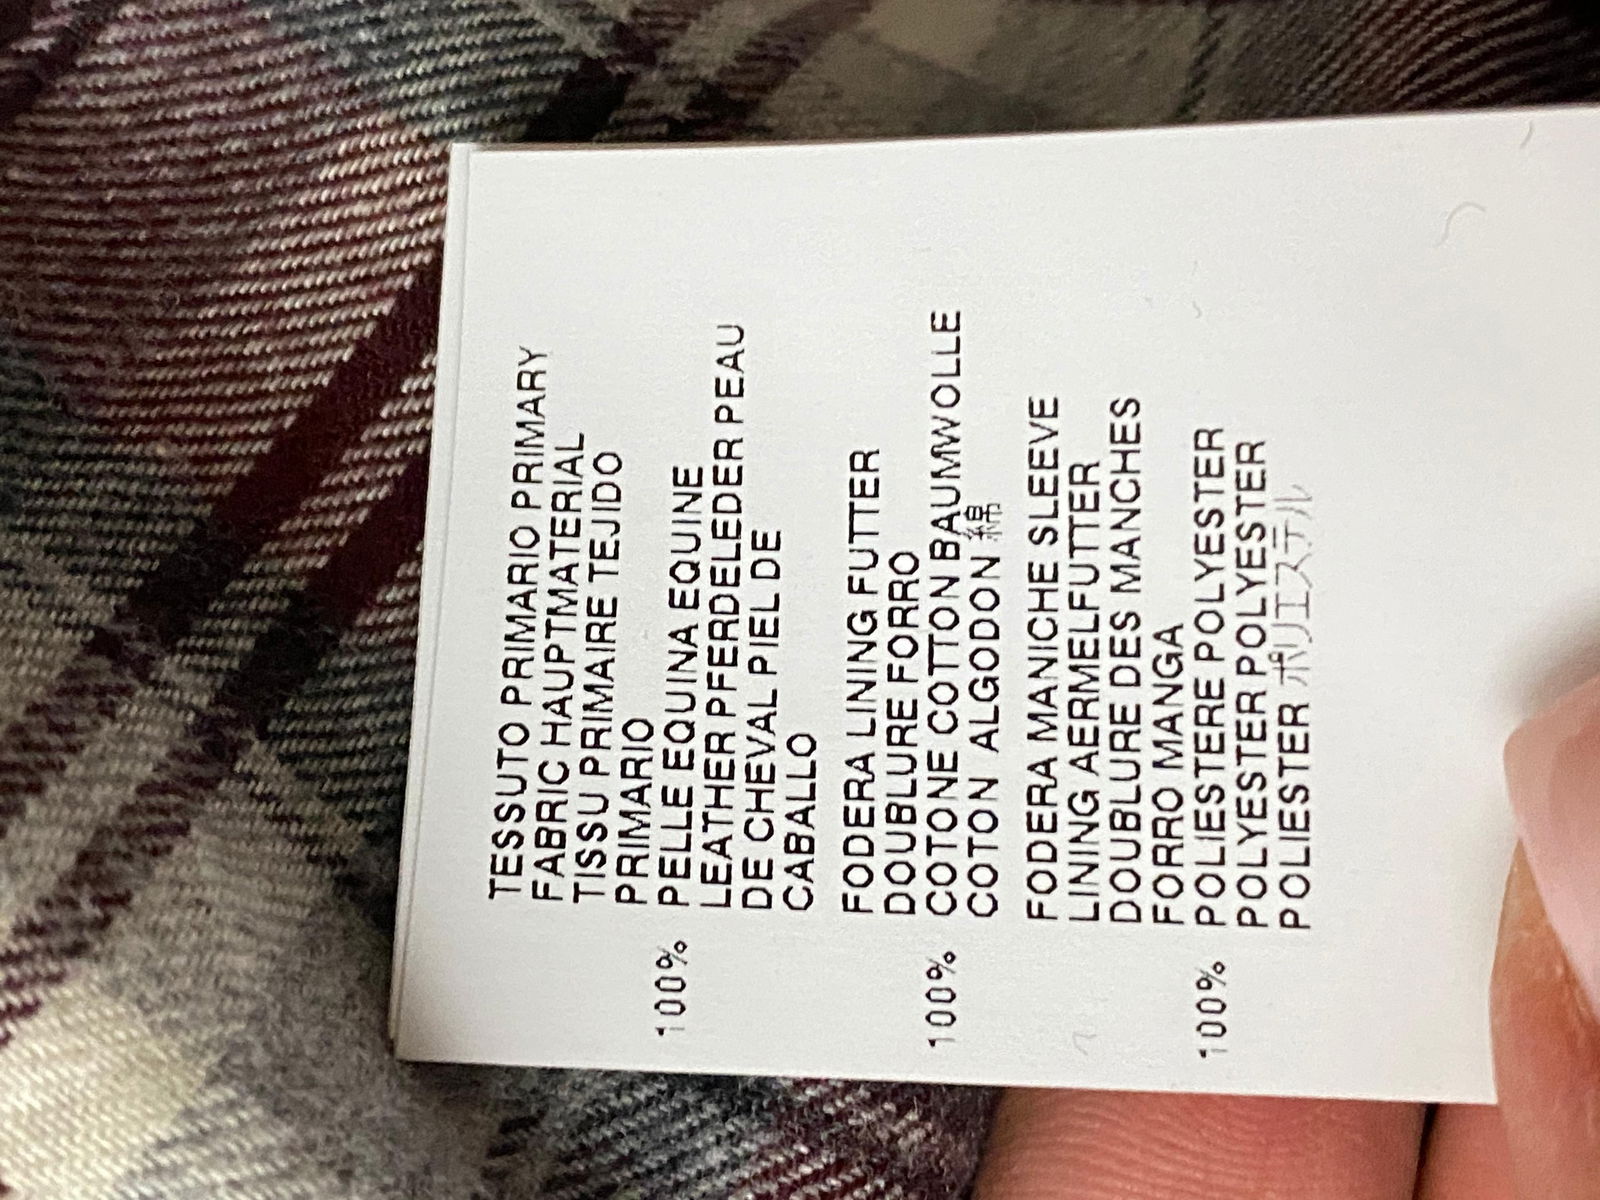 TESSUTO PRIMARIO PRIMARY
FABRIC HAUPTMATERIAL
TISSU PRIMAIRE TEJIDO
PRIMARIO
100% PELLE EQUINA EQUINE
LEATHER PFERDELEDER PEAU
DE CHEVAL PIEL DE
CABALLO
FODERA LINING FUTTER
DOUBLURE FORRO
100% COTONE COTTON BAUMWOLLE
COTON ALGODON 綿
FODERA MANICHE SLEEVE
LINING AERMELFUTTER
DOUBLURE DES MANCHES
FORRO MANGA
100% POLIESTERE POLYESTER
POLYESTER POLYESTER
POLIESTER ポリエステル